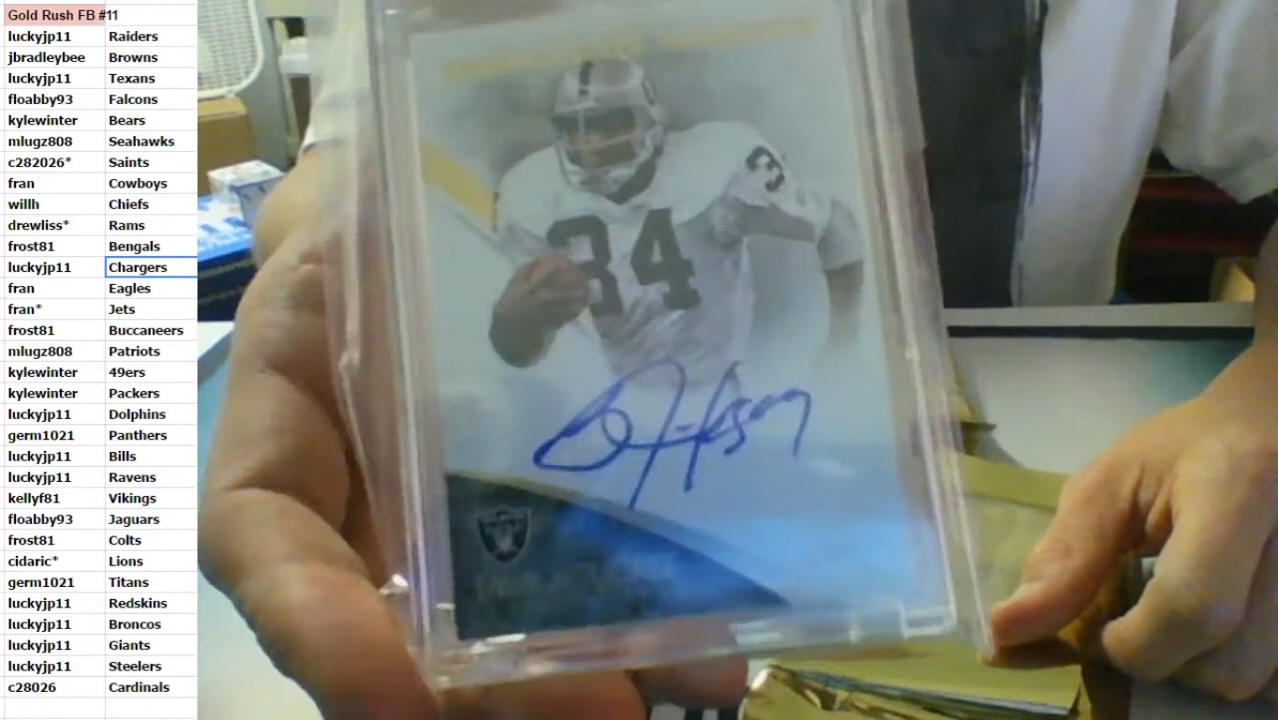 Gold Rush FB #11
luckyjp11 Raiders
jbradleybee Browns
luckyjp11 Texans
floabby93 Falcons
kylewinter Bears
mlugz808 Seahawks
c282026* Saints
fran Cowboys
willh Chiefs
drewliss* Rams
frost81 Bengals
luckyjp11 Chargers
fran Eagles
fran* Jets
frost81 Buccaneers
mlugz808 Patriots
kylewinter 49ers
kylewinter Packers
luckyjp11 Dolphins
germ1021 Panthers
luckyjp11 Bills
luckyjp11 Ravens
kellyf81 Vikings
floabby93 Jaguars
frost81 Colts
cidaric* Lions
germ1021 Titans
luckyjp11 Redskins
luckyjp11 Broncos
luckyjp11 Giants
luckyjp11 Steelers
c28026 Cardinals
34